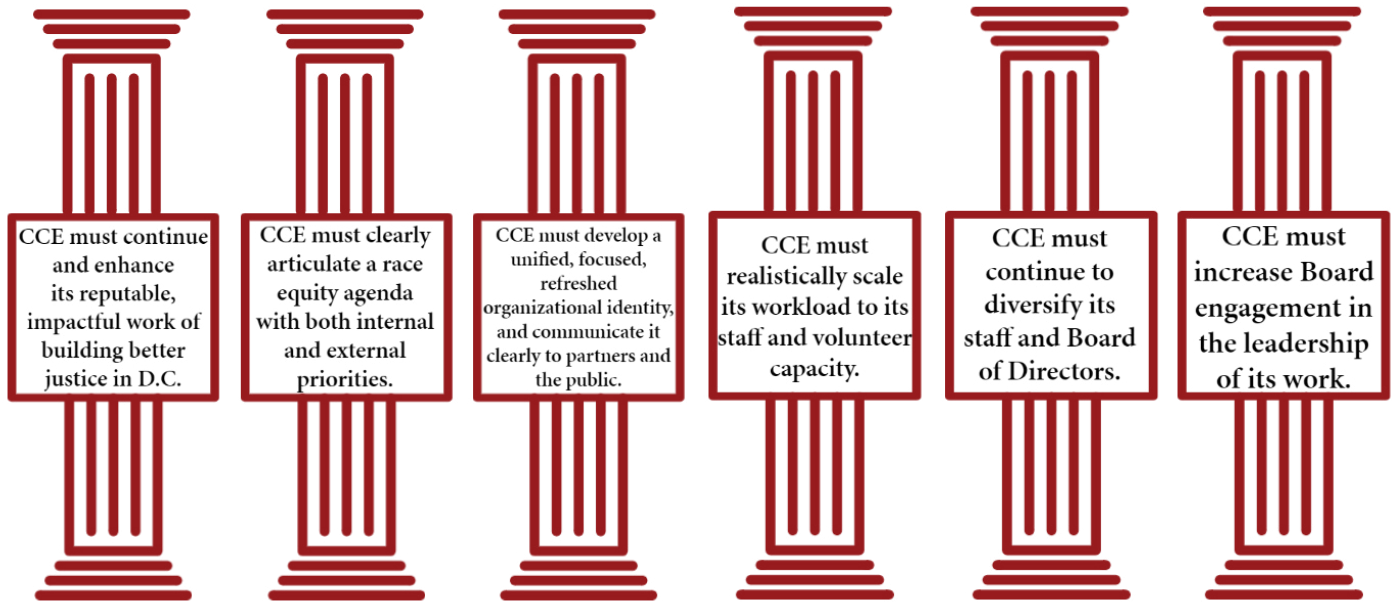 CCE must continue
and enhance
its reputable,
impactful work of
building better
justice in D.C.
CCE must clearly
articulate a race
equity agenda
with both internal
and external
priorities.
CCE must develop a
unified, focused,
refreshed
organizational identity,
and communicate it
clearly to partners and
the public.
CCE must
realistically scale
its workload to its
staff and volunteer
capacity.
CCE must
continue to
diversify its
staff and Board
of Directors.
CCE must
increase Board
engagement in
the leadership
of its work.